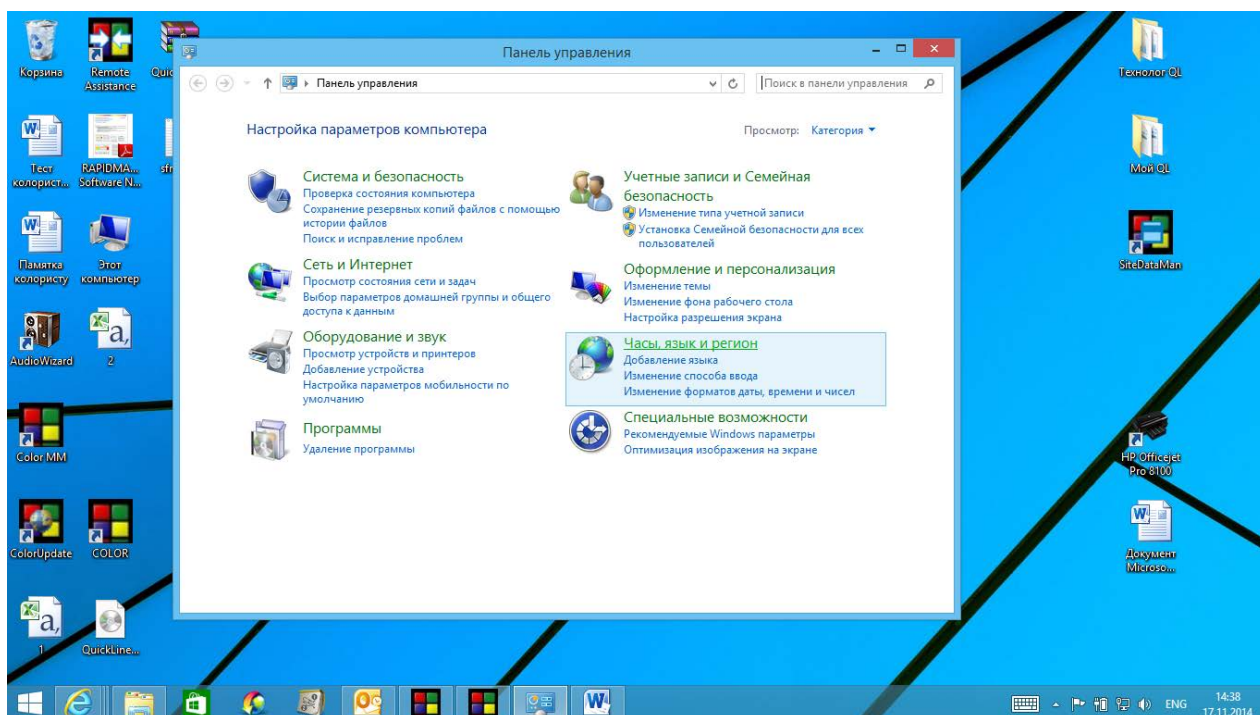 Корзина
Remote
Assistance
Quic
Панель управления
Панель управления
Поиск в панели управления
Настройка параметров компьютера
Просмотр: Категория
Система и безопасность
Проверка состояния компьютера
Сохранение резервных копий файлов с помощью
истории файлов
Поиск и исправление проблем
Сеть и Интернет
Просмотр состояния сети и задач
Выбор параметров домашней группы и общего
доступа к данным
Оборудование и звук
Просмотр устройств и принтеров
Добавление устройства
Настройка параметров мобильности по
умолчанию
Программы
Удаление программы
Учетные записи и Семейная
безопасность
Изменение типа учетной записи
Установка Семейной безопасности для всех
пользователей
Оформление и персонализация
Изменение темы
Изменение фона рабочего стола
Настройка разрешения экрана
Часы, язык и регион
Добавление языка
Изменение способа ввода
Изменение форматов даты, времени и чисел
Специальные возможности
Рекомендуемые Windows параметры
Оптимизация изображения на экране
Тест
колорист...
RAPIDMA...
Software N...
sfr
Памятка
колористу
Этот
компьютер
AudioWizard
2
Color MM
ColorUpdate
COLOR
1
QuickLine...
Технолог QL
Мой QL
SiteDataMan
HP Officejet
Pro 8100
Документ
Microso...
ENG
14:38
17.11.2014